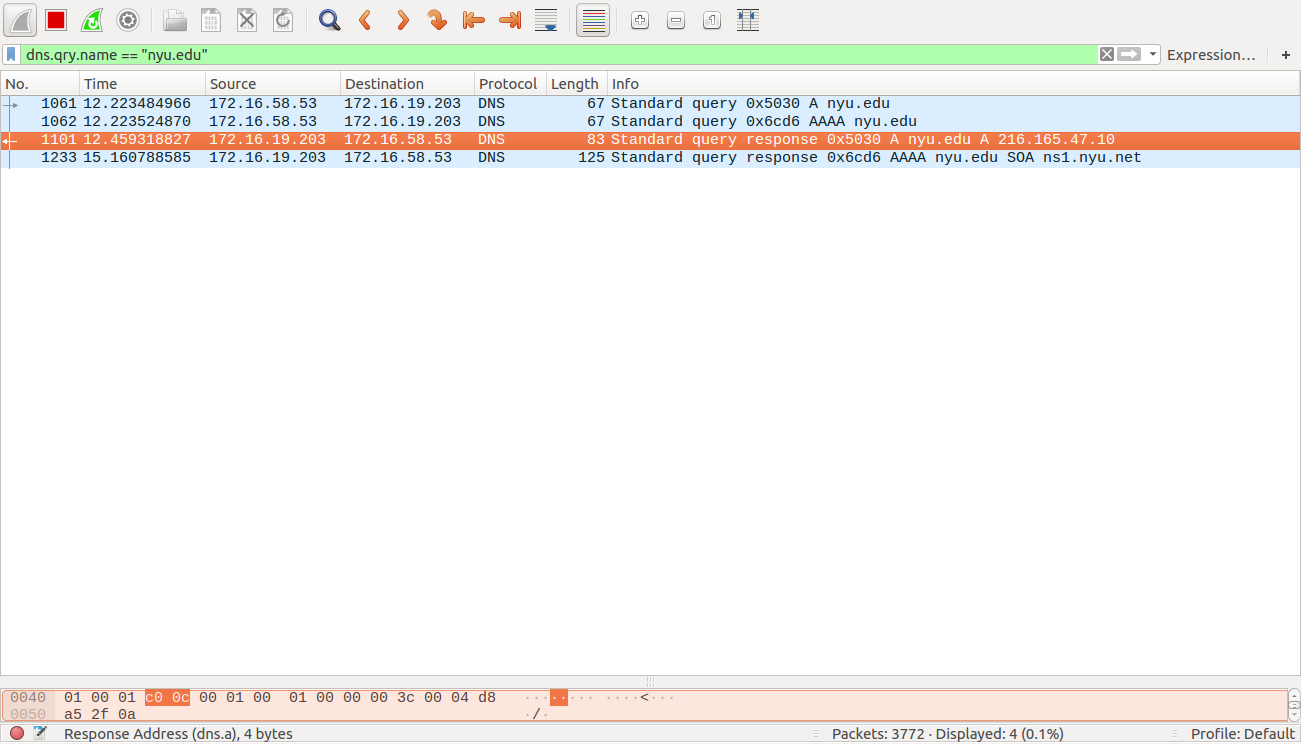 dns.qry.name == "nyu.edu" Expression... +
No. Time Source Destination Protocol Length Info
1061 12.223484966 172.16.58.53 172.16.19.203 DNS 67 Standard query 0x5030 A nyu.edu
1062 12.223524870 172.16.58.53 172.16.19.203 DNS 67 Standard query 0x6cd6 AAAA nyu.edu
1101 12.459318827 172.16.19.203 172.16.58.53 DNS 83 Standard query response 0x5030 A nyu.edu A 216.165.47.10
1233 15.160788585 172.16.19.203 172.16.58.53 DNS 125 Standard query response 0x6cd6 AAAA nyu.edu SOA ns1.nyu.net
0040 01 00 01 c0 0c 00 01 00 01 00 00 00 3c 00 04 d8 ········ ····<···
0050 a5 2f 0a ·/·
Response Address (dns.a), 4 bytes Packets: 3772 · Displayed: 4 (0.1%) Profile: Default